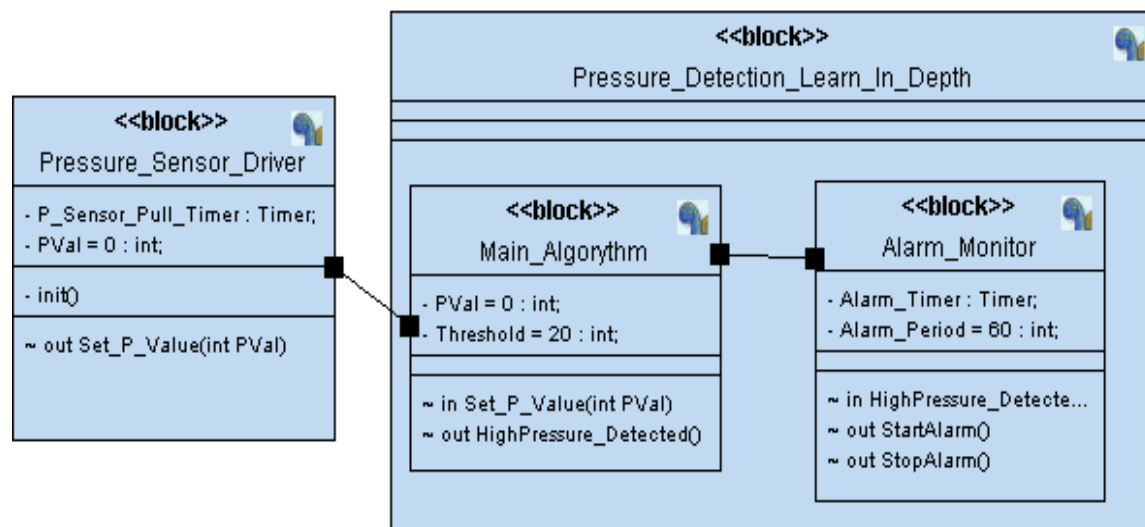 <<block>>
Pressure_Sensor_Driver
- P_Sensor_Pull_Timer : Timer;
- PVal = 0 : int;
- init()
~ out Set_P_Value(int PVal)
<<block>>
Pressure_Detection_Learn_In_Depth
<<block>>
Main_Algorythm
- PVal = 0 : int;
- Threshold = 20 : int;
~ in Set_P_Value(int PVal)
~ out HighPressure_Detected()
<<block>>
Alarm_Monitor
- Alarm_Timer : Timer;
- Alarm_Period = 60 : int;
~ in HighPressure_Detecte...
~ out StartAlarm()
~ out StopAlarm()